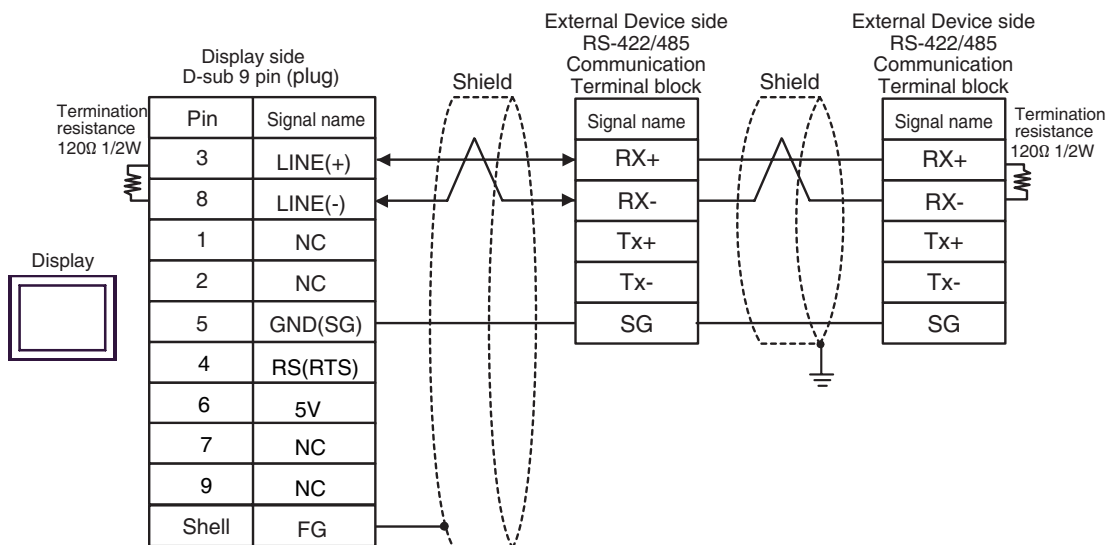 External Device side
RS-422/485
Communication
Terminal block
External Device side
RS-422/485
Communication
Terminal block
Display side
D-sub 9 pin (plug)
Shield
Shield
Termination
resistance
120Ω 1/2W
Pin Signal name
Signal name
Signal name
Termination
resistance
120Ω 1/2W
3 LINE(+) RX+ RX+
8 LINE(-) RX- RX-
1 NC Tx+ Tx+
Display
2 NC Tx- Tx-
5 GND(SG) SG SG
4 RS(RTS)
6 5V
7 NC
9 NC
Shell FG